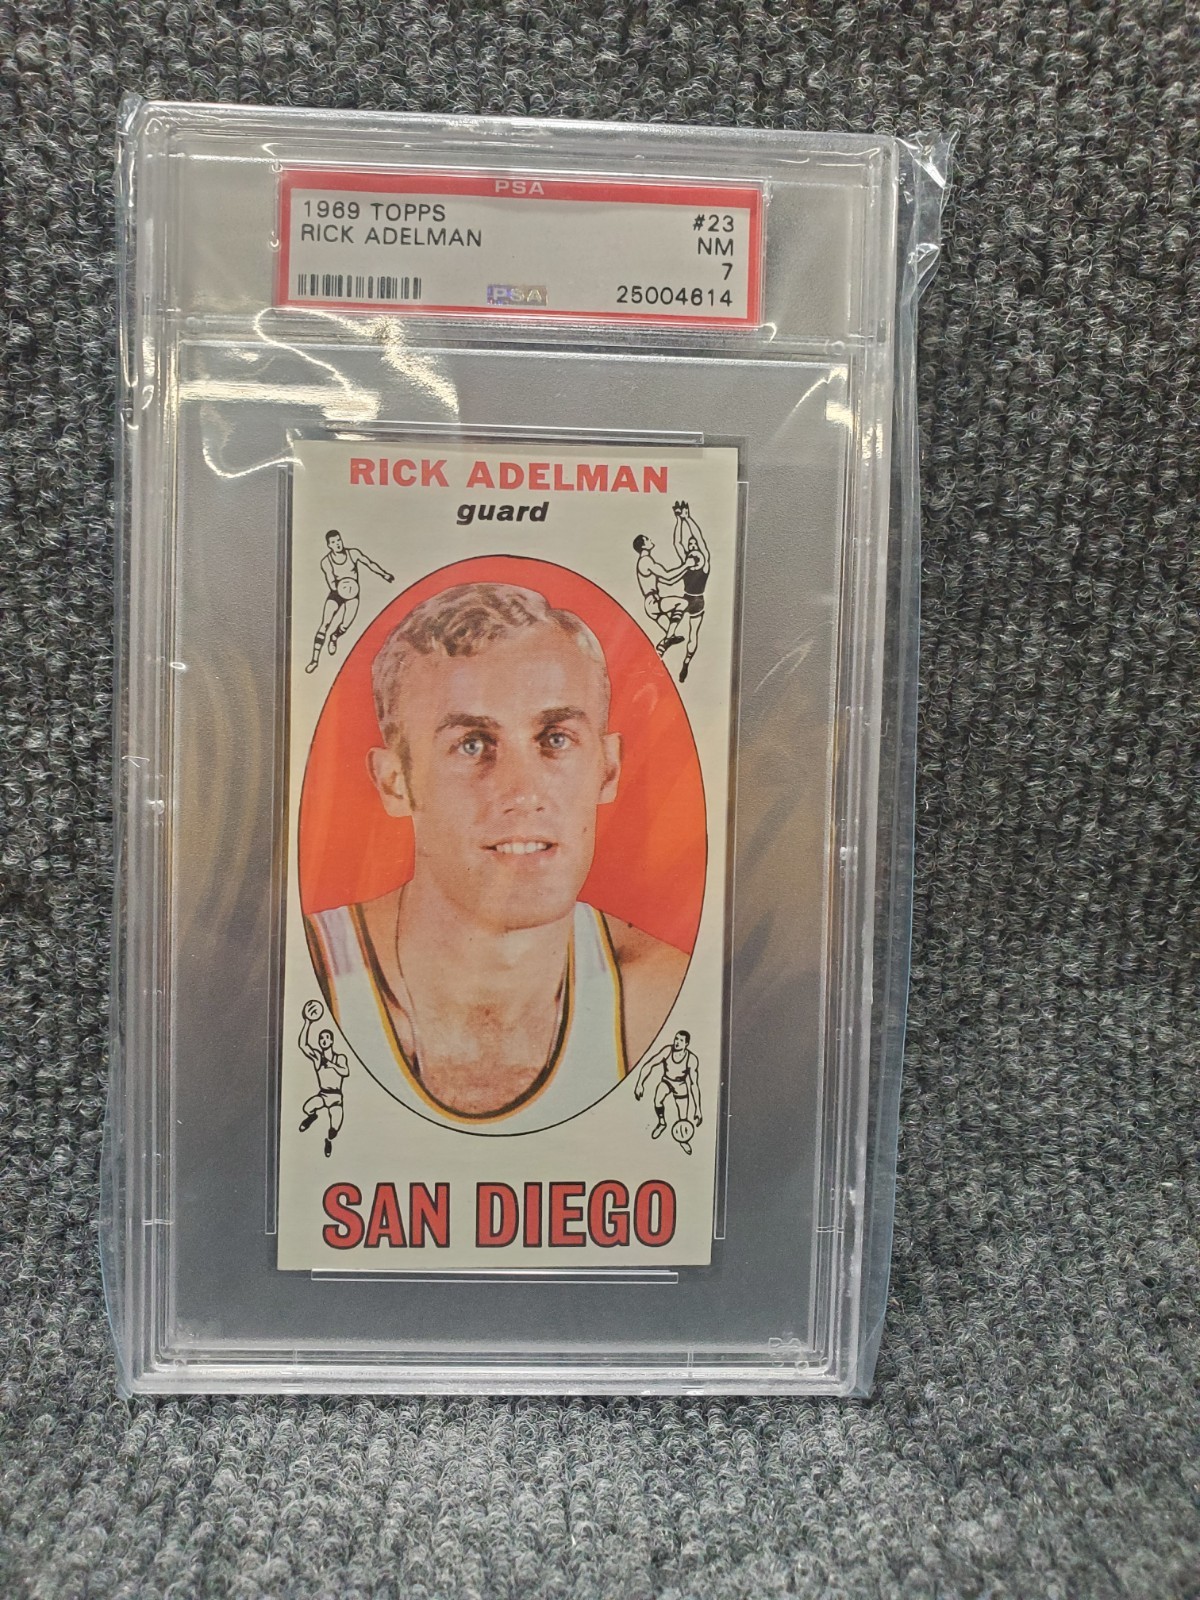 PSA
1969 TOPPS #23
RICK ADELMAN NM
7
PSA 25004614
RICK ADELMAN
guard
SAN DIEGO